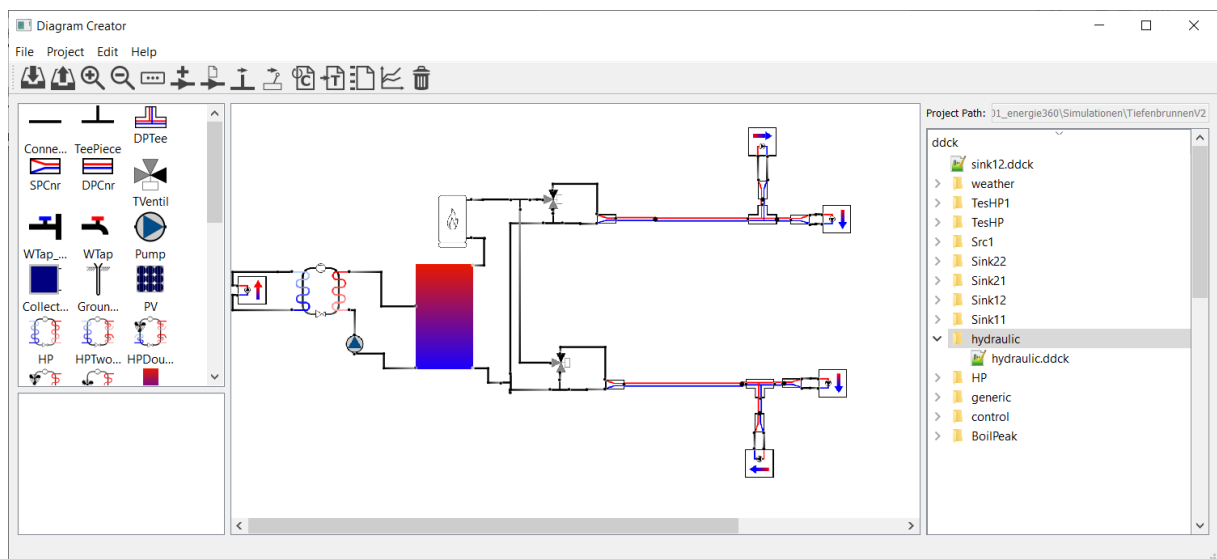 Diagram Creator
File Project Edit Help
DPTee
Conne... TeePiece
SPCnr DPCnr
TVentil
WTap_... WTap Pump
Collect... Groun... PV
HP HPTwo... HPDou...
Project Path: 01_energie360\Simulationen\TiefenbrunnenV2
ddck
sink12.ddck
weather
TesHP1
TesHP
Src1
Sink22
Sink21
Sink12
Sink11
hydraulic
hydraulic.ddck
HP
generic
control
BoilPeak